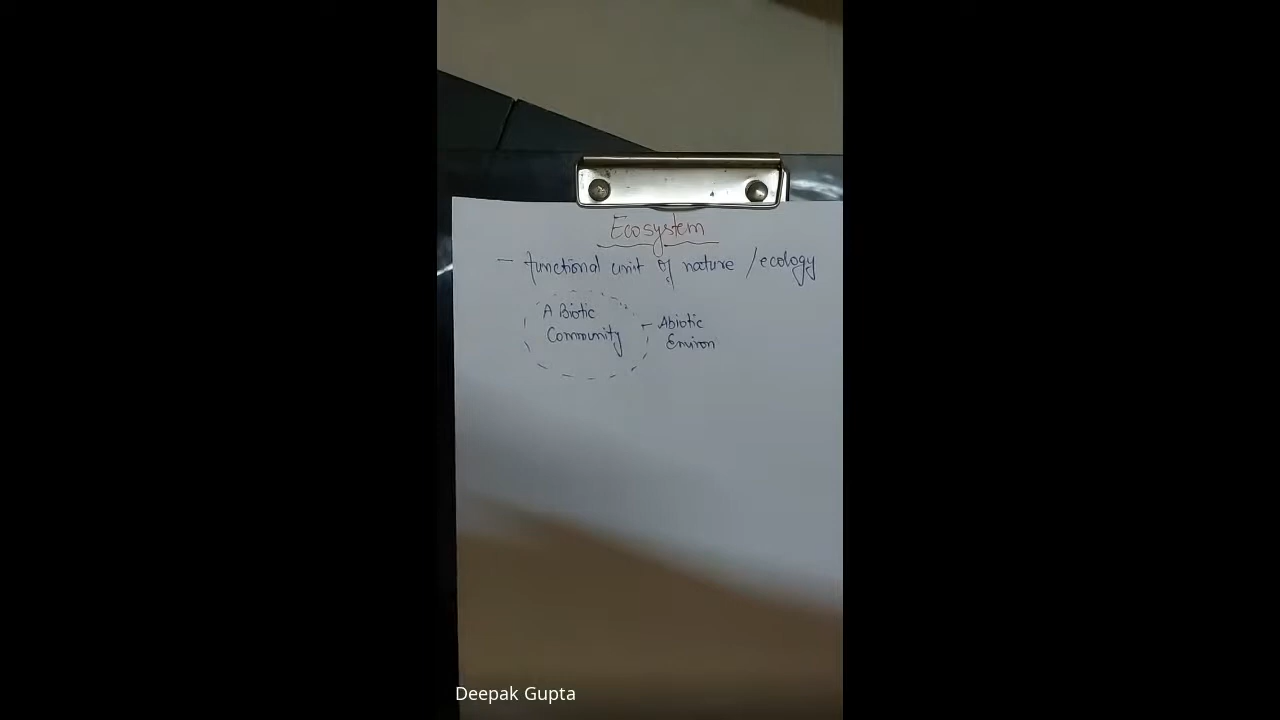 Ecosystem
- functional unit of nature / ecology
A Biotic
Community
- Abiotic
Environ
Deepak Gupta